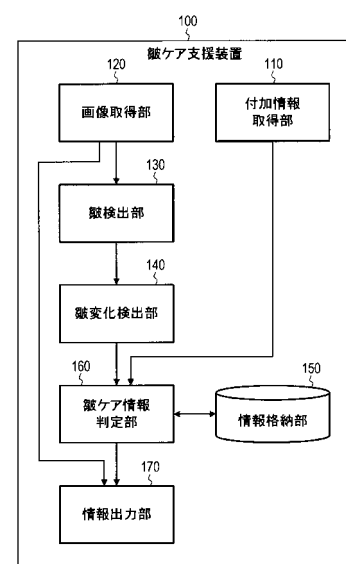 100
皺ケア支援装置
120
画像取得部
110
付加情報
取得部
130
皺検出部
140
皺変化検出部
160
皺ケア情報
判定部
150
情報格納部
170
情報出力部